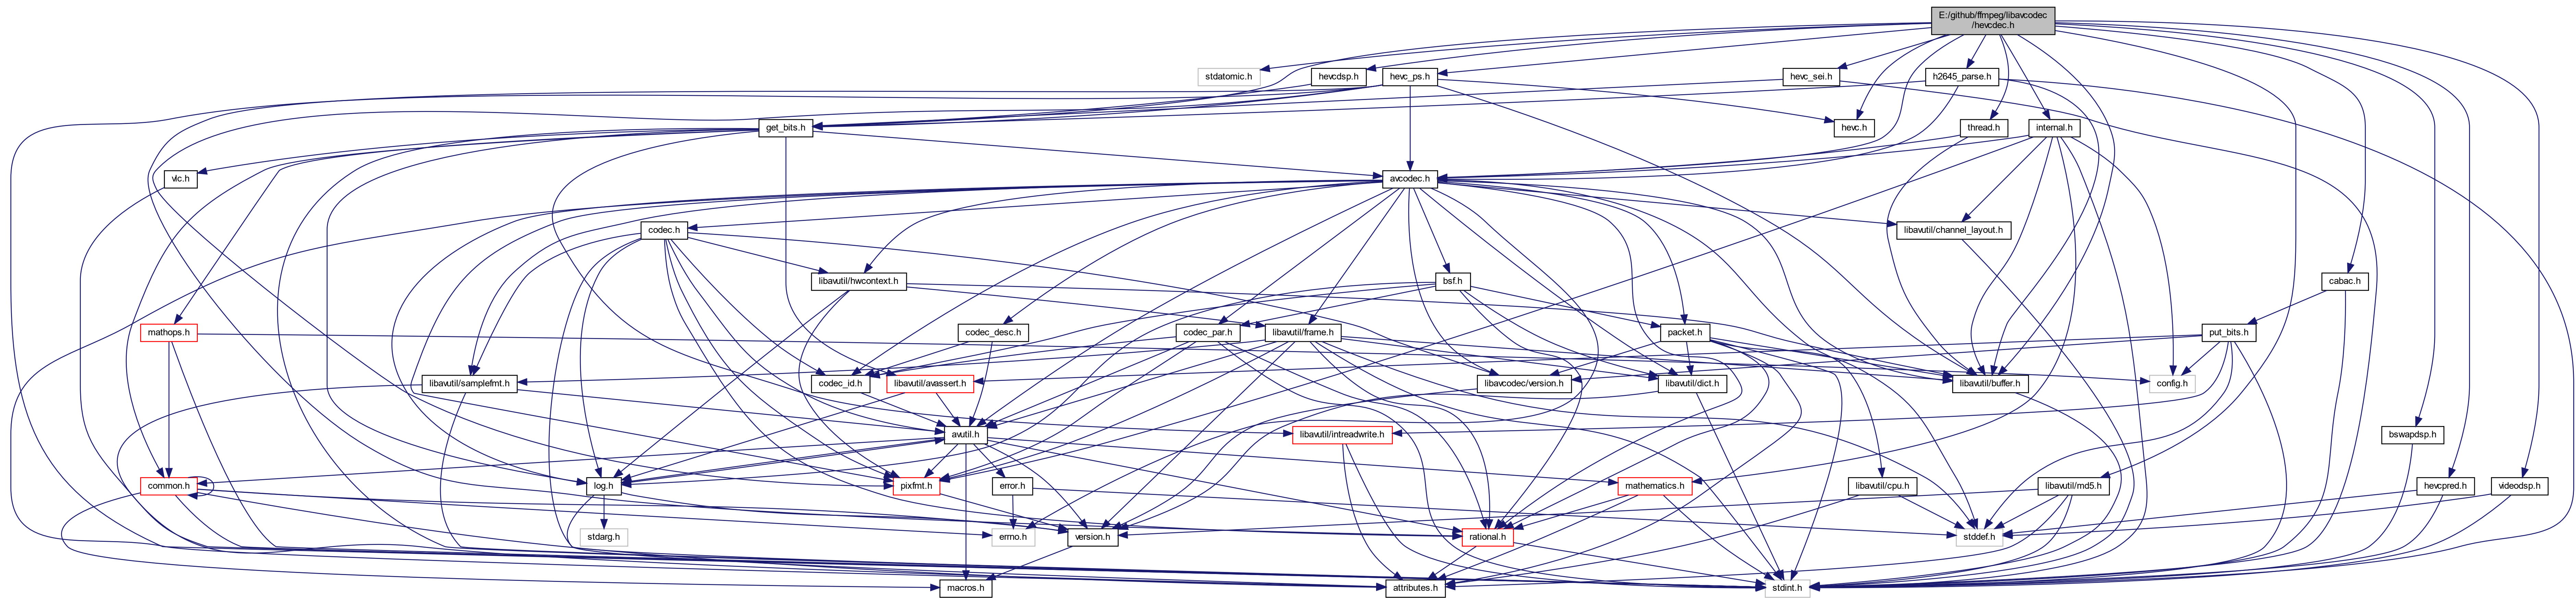 E:/github/ffmpeg/libavcodec
/hevcdec.h
stdatomic.h
hevcdsp.h
hevc_ps.h
hevc_sei.h
h2645_parse.h
get_bits.h
hevc.h
thread.h
internal.h
vlc.h
avcodec.h
codec.h
libavutil/channel_layout.h
libavutil/hwcontext.h
bsf.h
cabac.h
mathops.h
codec_desc.h
codec_par.h
libavutil/frame.h
packet.h
put_bits.h
libavutil/samplefmt.h
codec_id.h
libavutil/avassert.h
libavcodec/version.h
libavutil/dict.h
libavutil/buffer.h
config.h
avutil.h
libavutil/intreadwrite.h
bswapdsp.h
common.h
log.h
pixfmt.h
error.h
mathematics.h
libavutil/cpu.h
libavutil/md5.h
hevcpred.h
videodsp.h
stdarg.h
errno.h
version.h
rational.h
stddef.h
macros.h
attributes.h
stdint.h